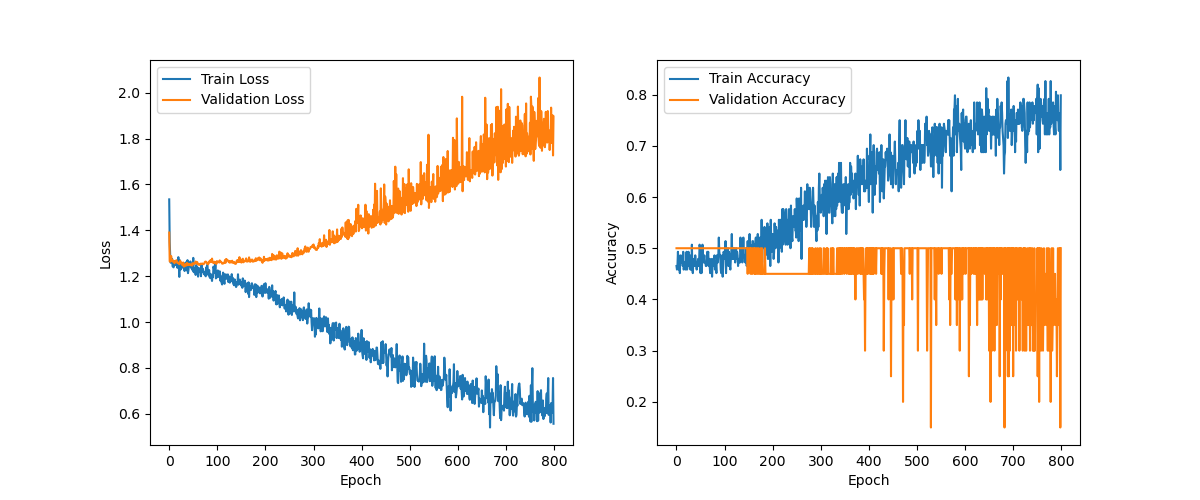 Train Loss
Validation Loss
Loss
2.0
1.8
1.6
1.4
1.2
1.0
0.8
0.6
0 100 200 300 400 500 600 700 800
Epoch
Train Accuracy
Validation Accuracy
Accuracy
0.8
0.7
0.6
0.5
0.4
0.3
0.2
0 100 200 300 400 500 600 700 800
Epoch